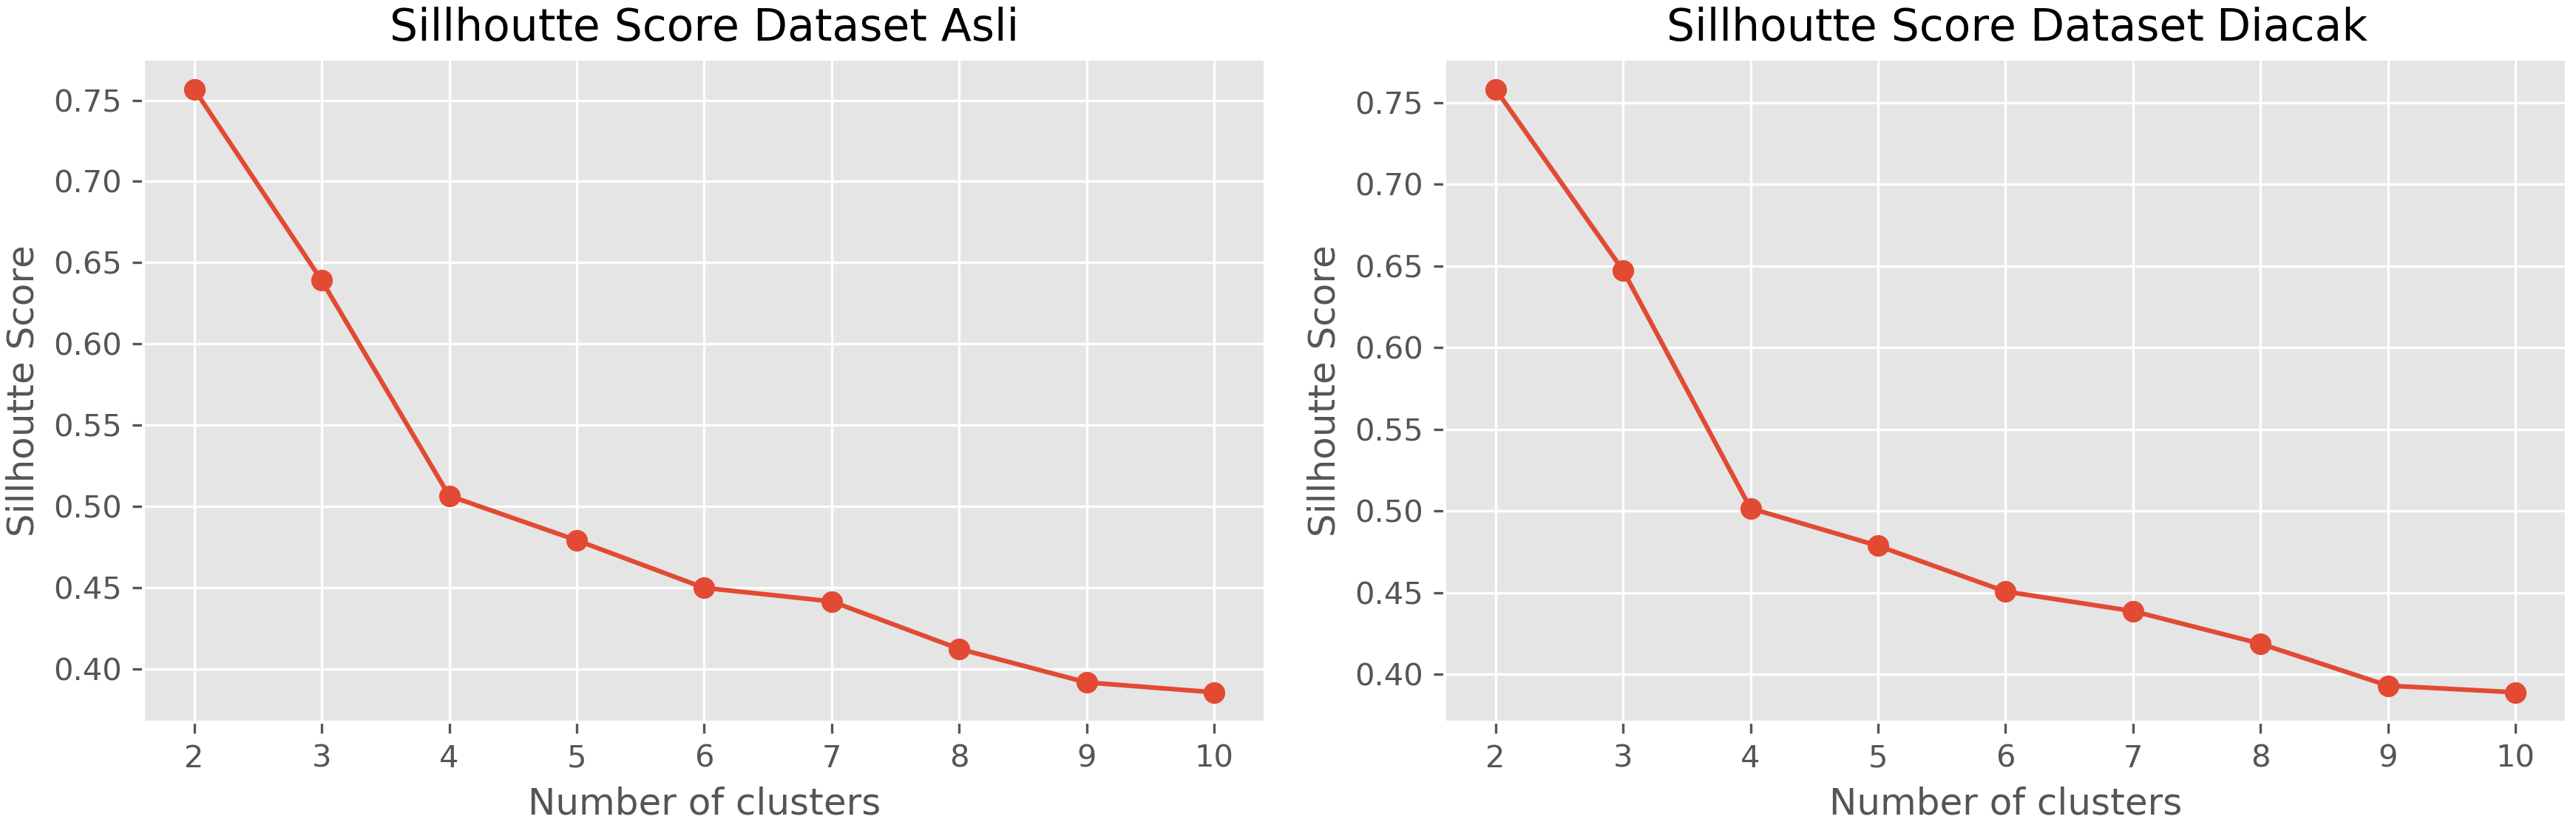 Sillhoutte Score Dataset Asli
Sillhoutte Score
0.75
0.70
0.65
0.60
0.55
0.50
0.45
0.40
2 3 4 5 6 7 8 9 10
Number of clusters
Sillhoutte Score Dataset Diacak
Sillhoutte Score
0.75
0.70
0.65
0.60
0.55
0.50
0.45
0.40
2 3 4 5 6 7 8 9 10
Number of clusters